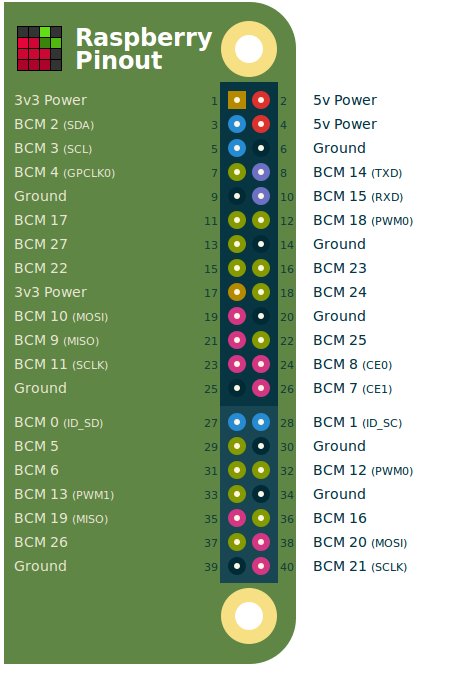 Raspberry
Pinout
3v3 Power 1 2 5v Power
BCM 2 (SDA) 3 4 5v Power
BCM 3 (SCL) 5 6 Ground
BCM 4 (GPCLK0) 7 8 BCM 14 (TXD)
Ground 9 10 BCM 15 (RXD)
BCM 17 11 12 BCM 18 (PWM0)
BCM 27 13 14 Ground
BCM 22 15 16 BCM 23
3v3 Power 17 18 BCM 24
BCM 10 (MOSI) 19 20 Ground
BCM 9 (MISO) 21 22 BCM 25
BCM 11 (SCLK) 23 24 BCM 8 (CE0)
Ground 25 26 BCM 7 (CE1)
BCM 0 (ID_SD) 27 28 BCM 1 (ID_SC)
BCM 5 29 30 Ground
BCM 6 31 32 BCM 12 (PWM0)
BCM 13 (PWM1) 33 34 Ground
BCM 19 (MISO) 35 36 BCM 16
BCM 26 37 38 BCM 20 (MOSI)
Ground 39 40 BCM 21 (SCLK)